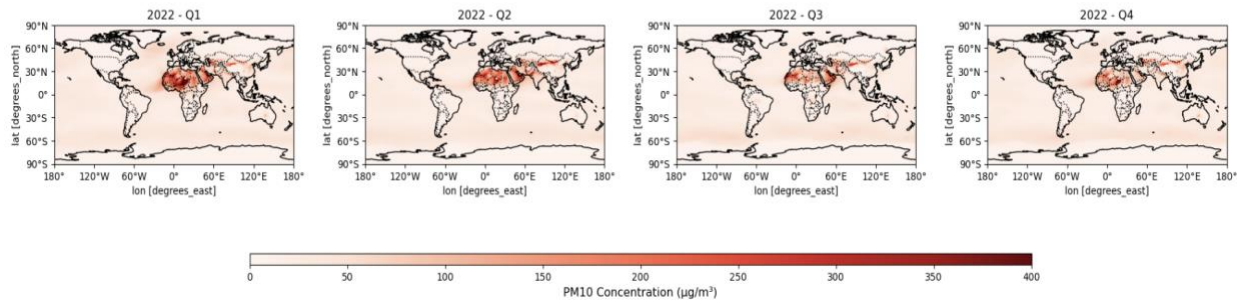 2022 - Q1
90°N
60°N
30°N
0°
30°S
60°S
90°S
180° 120°W 60°W 0° 60°E 120°E 180°
lat [degrees_north]
lon [degrees_east]
2022 - Q2
90°N
60°N
30°N
0°
30°S
60°S
90°S
180° 120°W 60°W 0° 60°E 120°E 180°
lat [degrees_north]
lon [degrees_east]
2022 - Q3
90°N
60°N
30°N
0°
30°S
60°S
90°S
180° 120°W 60°W 0° 60°E 120°E 180°
lat [degrees_north]
lon [degrees_east]
2022 - Q4
90°N
60°N
30°N
0°
30°S
60°S
90°S
180° 120°W 60°W 0° 60°E 120°E 180°
lat [degrees_north]
lon [degrees_east]
0 50 100 150 200 250 300 350 400
PM10 Concentration (µg/m³)